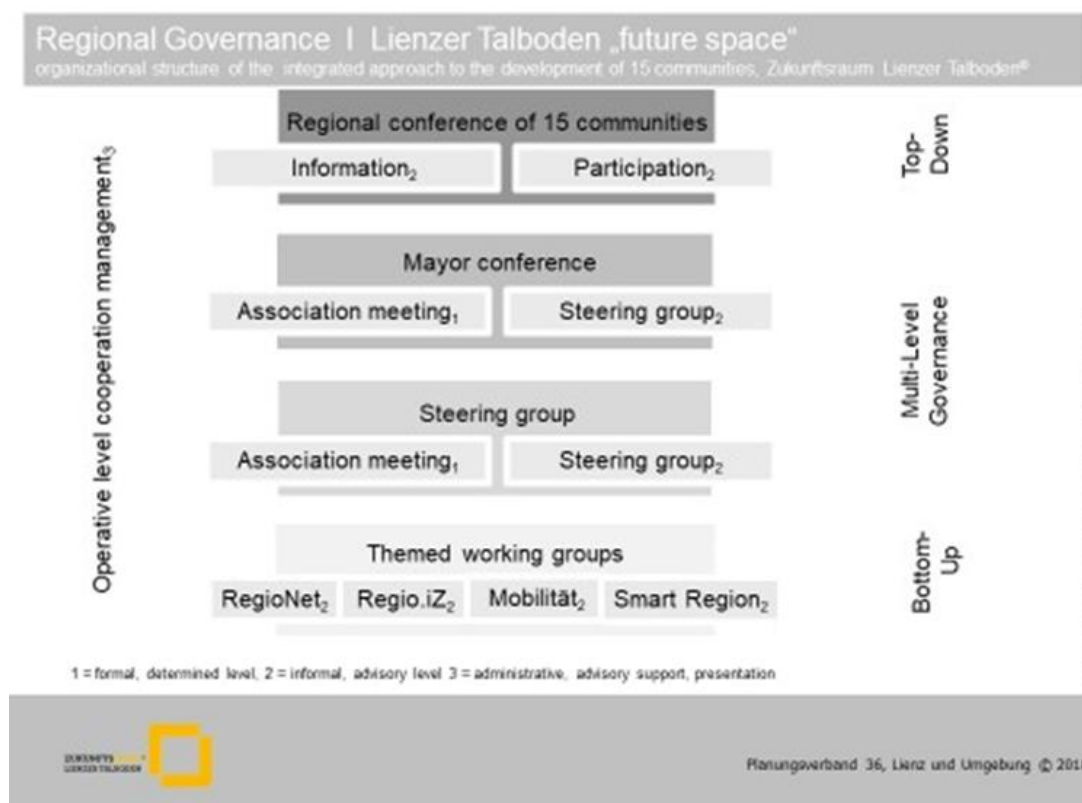 Regional Governance I Lienzer Talboden „future space“
organizational structure of the integrated approach to the development of 15 communities, Zukunftsraum Lienzer Talboden®
Regional conference of 15 communities
Information₂ Participation₂
Top-
Down
Operative level cooperation management₃
Mayor conference
Association meeting₁ Steering group₂
Multi-Level
Governance
Steering group
Association meeting₁ Steering group₂
Themed working groups
RegioNet₂ Regio.iZ₂ Mobilität₂ Smart Region₂
Bottom-
Up
1 = formal, determined level, 2 = informal, advisory level 3 = administrative, advisory support, presentation
LIENZER TALBODEN
Planungsverband 36, Lienz und Umgebung ©